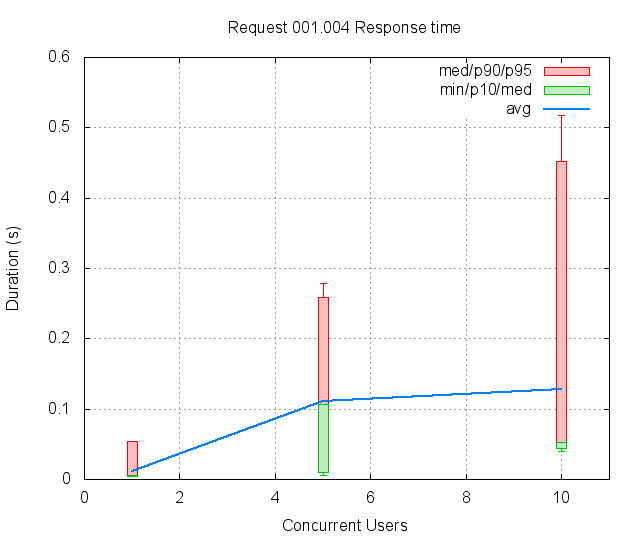 Request 001.004 Response time
0.6
0.5
0.4
0.3
0.2
0.1
0
Duration (s)
med/p90/p95
min/p10/med
avg
0 2 4 6 8 10
Concurrent Users